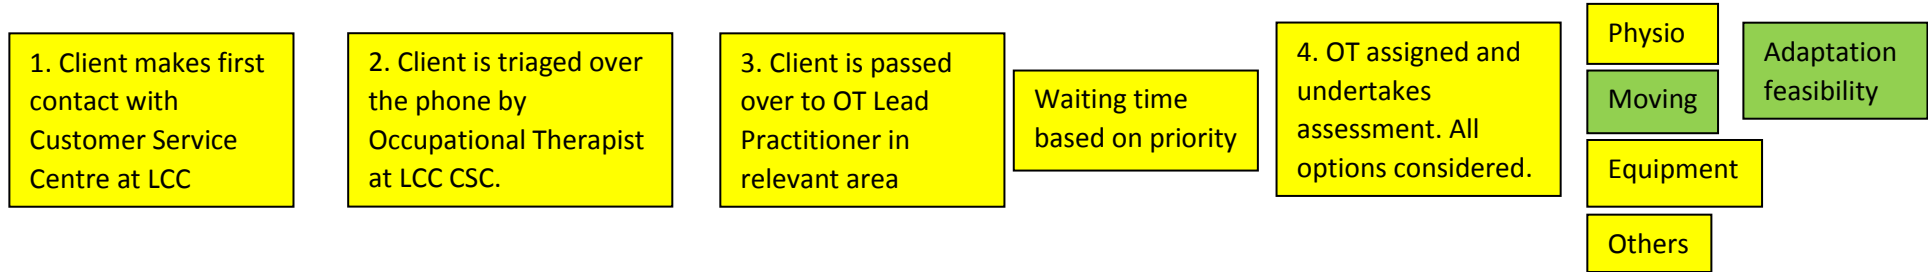 1. Client makes first
contact with
Customer Service
Centre at LCC
2. Client is triaged over
the phone by
Occupational Therapist
at LCC CSC.
3. Client is passed
over to OT Lead
Practitioner in
relevant area
Waiting time
based on priority
4. OT assigned and
undertakes
assessment. All
options considered.
Physio
Moving
Equipment
Others
Adaptation
feasibility